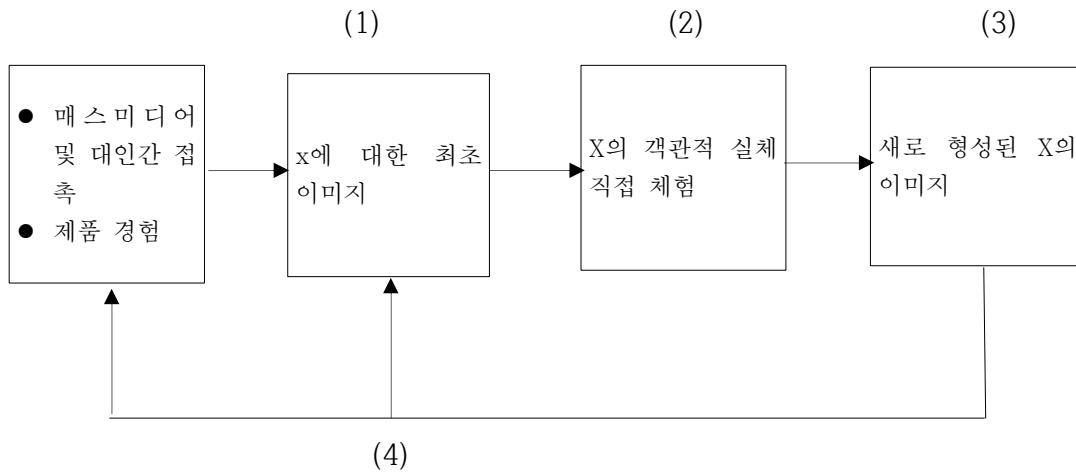 (1)
(2)
(3)
● 매스미디어
및 대인간 접
촉
● 제품 경험
x에 대한 최초
이미지
X의 객관적 실체
직접 체험
새로 형성된 X의
이미지
(4)